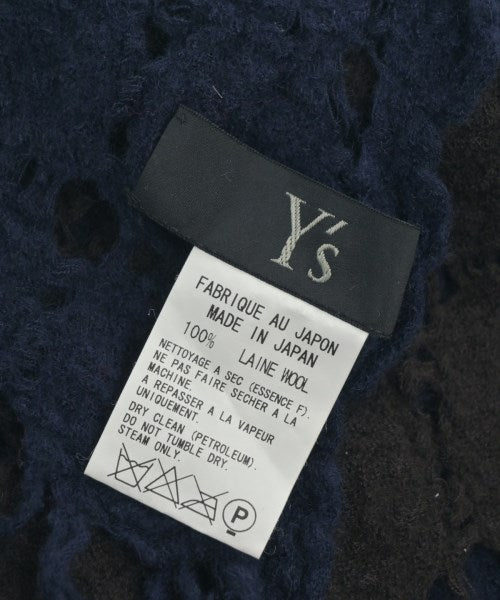 Y's
FABRIQUE AU JAPON
MADE IN JAPAN
100% LAINE WOOL
NETTOYAGE A SEC (ESSENCE F).
NE PAS FAIRE SECHER A LA
MACHINE.
A REPASSER A LA VAPEUR
UNIQUEMENT.
DRY CLEAN (PETROLEUM).
DO NOT TUMBLE DRY.
STEAM ONLY.
P